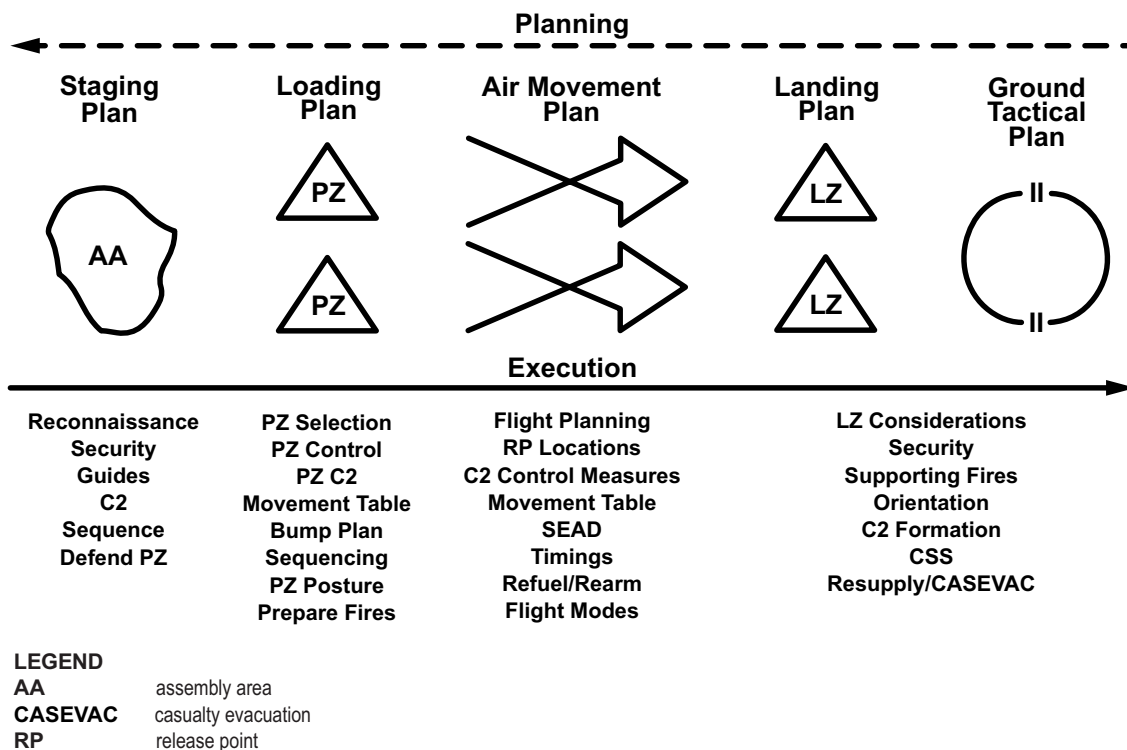 Planning
Staging
Plan
Loading
Plan
Air Movement
Plan
Landing
Plan
Ground
Tactical
Plan
AA
PZ
PZ
LZ
LZ
II
II
Execution
Reconnaissance
Security
Guides
C2
Sequence
Defend PZ
PZ Selection
PZ Control
PZ C2
Movement Table
Bump Plan
Sequencing
PZ Posture
Prepare Fires
Flight Planning
RP Locations
C2 Control Measures
Movement Table
SEAD
Timings
Refuel/Rearm
Flight Modes
LZ Considerations
Security
Supporting Fires
Orientation
C2 Formation
CSS
Resupply/CASEVAC
LEGEND
AA assembly area
CASEVAC casualty evacuation
RP release point